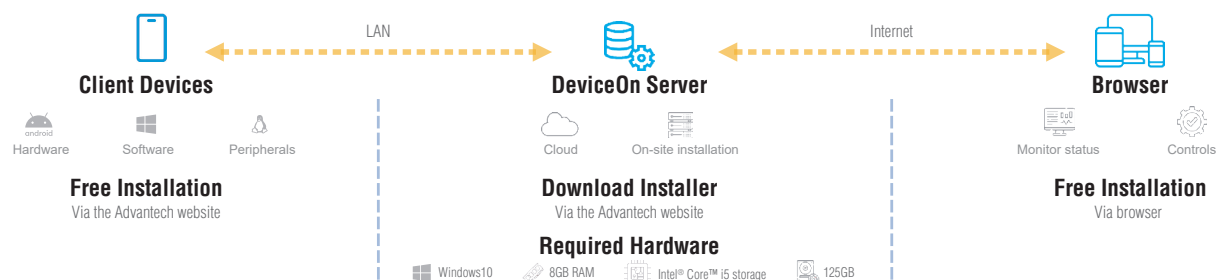 LAN
Internet
Client Devices
DeviceOn Server
Browser
android
Hardware
Software
Peripherals
Cloud
On-site installation
Monitor status
Controls
Free Installation
Via the Advantech website
Download Installer
Via the Advantech website
Free Installation
Via browser
Required Hardware
Windows10
8GB RAM
Intel® Core™ i5 storage
125GB